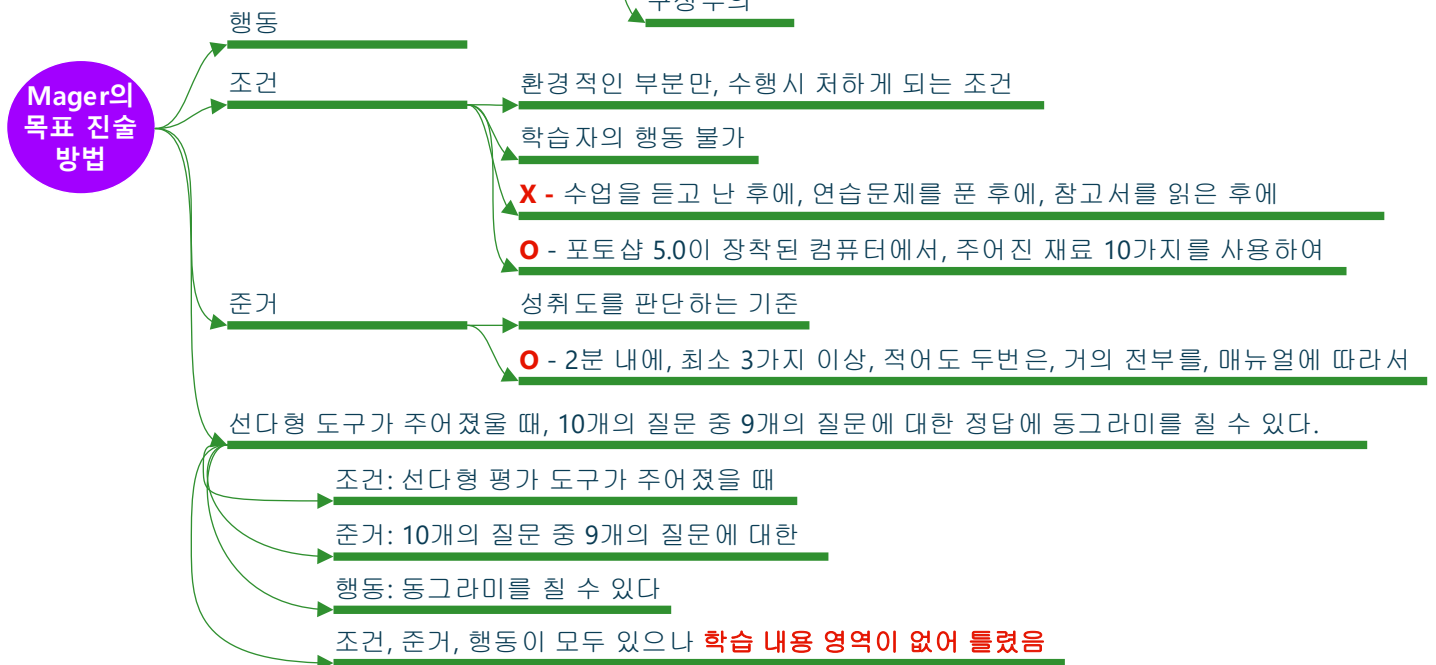 구성주의
행동
Mager의
목표 진술
방법
조건
환경적인 부분만, 수행시 처하게 되는 조건
학습자의 행동 불가
X - 수업을 듣고 난 후에, 연습문제를 푼 후에, 참고서를 읽은 후에
O - 포토샵 5.0이 장착된 컴퓨터에서, 주어진 재료 10가지를 사용하여
준거
성취도를 판단하는 기준
O - 2분 내에, 최소 3가지 이상, 적어도 두번은, 거의 전부를, 매뉴얼에 따라서
선다형 도구가 주어졌울 때, 10개의 질문 중 9개의 질문에 대한 정답에 동그라미를 칠 수 있다.
조건: 선다형 평가 도구가 주어졌을 때
준거: 10개의 질문 중 9개의 질문에 대한
행동: 동그라미를 칠 수 있다
조건, 준거, 행동이 모두 있으나 학습 내용 영역이 없어 틀렸음